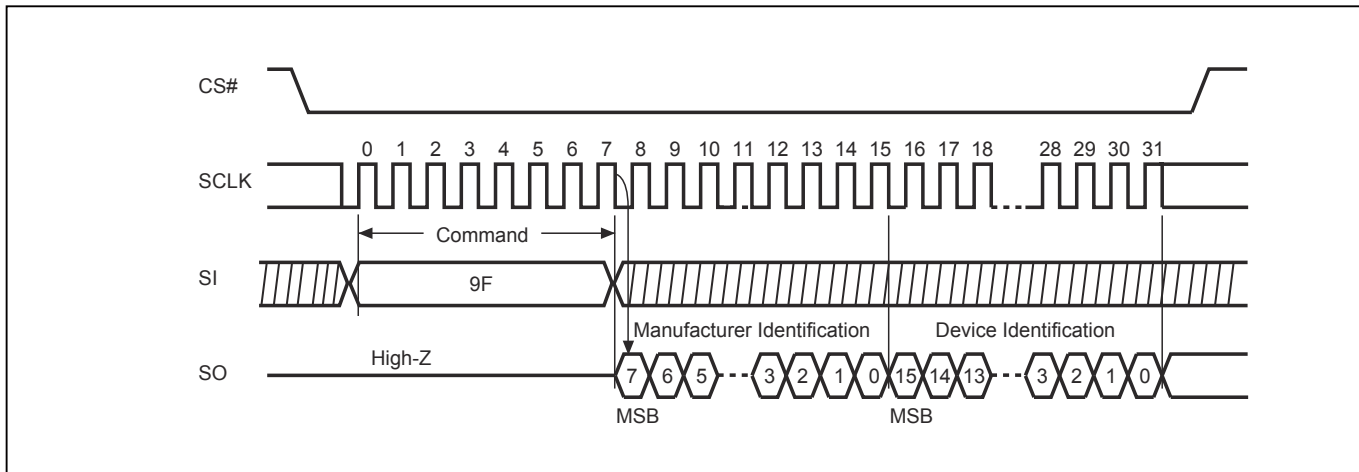 CS#
0 1 2 3 4 5 6 7 8 9 10 11 12 13 14 15 16 17 18 28 29 30 31
SCLK
Command
SI
9F
Manufacturer Identification Device Identification
High-Z
SO
7 6 5 3 2 1 0 15 14 13 3 2 1 0
MSB MSB